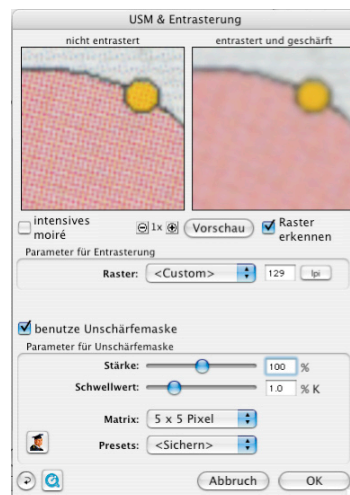 USM & Entrasterung
nicht entrastert
entrastert und geschärft
intensives
moiré
1x
Vorschau
Raster
erkennen
Parameter für Entrasterung
Raster:
<Custom>
129
lpi
benutze Unschärfemaske
Parameter für Unschärfemaske
Stärke:
100
%
Schwellwert:
1.0
% K
Matrix:
5 x 5 Pixel
Presets:
<Sichern>
Abbruch
OK